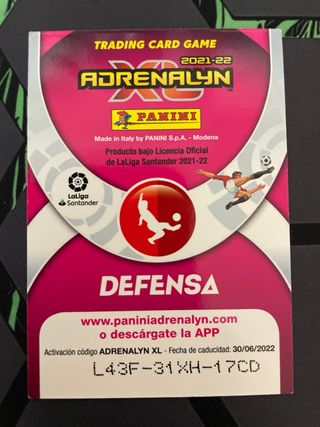 TRADING CARD GAME
2021-22
ADRENALYN
XL™
PANINI
Made in Italy by PANINI S.p.A. - Modena
Producto bajo Licencia Oficial
de LaLiga Santander 2021-22
LaLiga
Santander
DEFENSA
www.paniniadrenalyn.com
o descárgate la APP
Activación código ADRENALYN XL - Fecha de caducidad: 30/06/2022
L43F-31XH-17CD